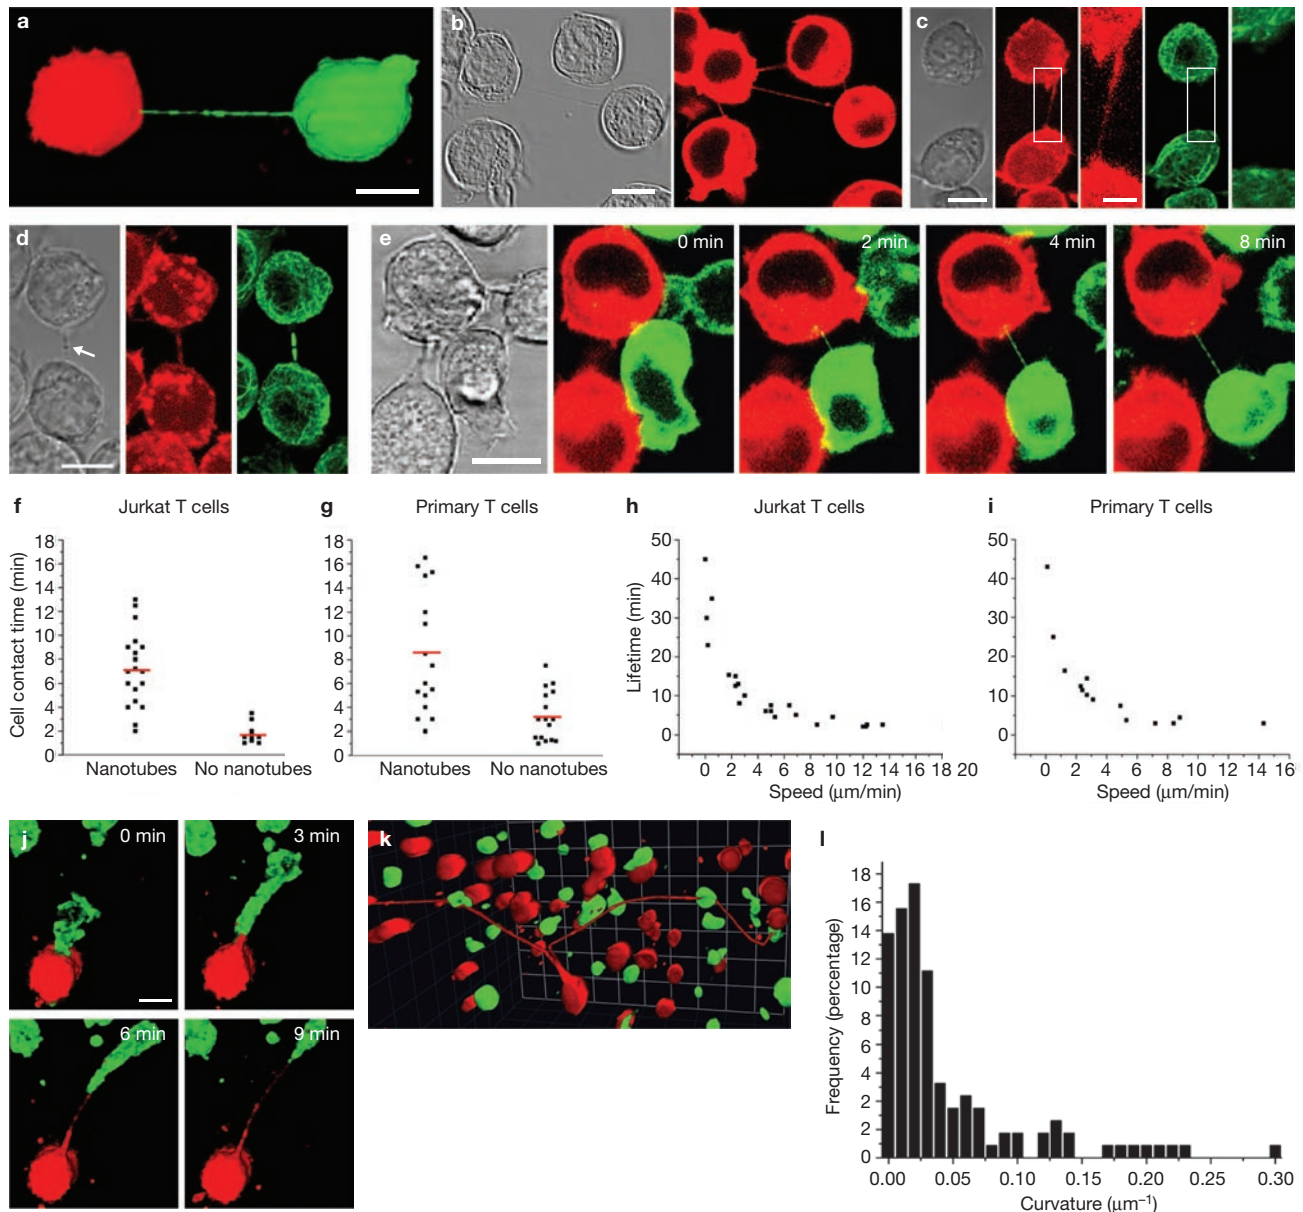 a
b
c
d
e
0 min
2 min
4 min
8 min
f
Jurkat T cells
g
Primary T cells
h
Jurkat T cells
i
Primary T cells
Cell contact time (min)
18
16
14
12
10
8
6
4
2
0
Nanotubes
No nanotubes
18
16
14
12
10
8
6
4
2
0
Nanotubes
No nanotubes
Lifetime (min)
50
40
30
20
10
0
0 2 4 6 8 10 12 14 16 18 20
Speed (µm/min)
50
40
30
20
10
0
0 2 4 6 8 10 12 14 16
Speed (µm/min)
j
0 min
3 min
6 min
9 min
k
l
Frequency (percentage)
18
16
14
12
10
8
6
4
2
2
0
0.00 0.05 0.10 0.15 0.20 0.25 0.30
Curvature (µm⁻¹)